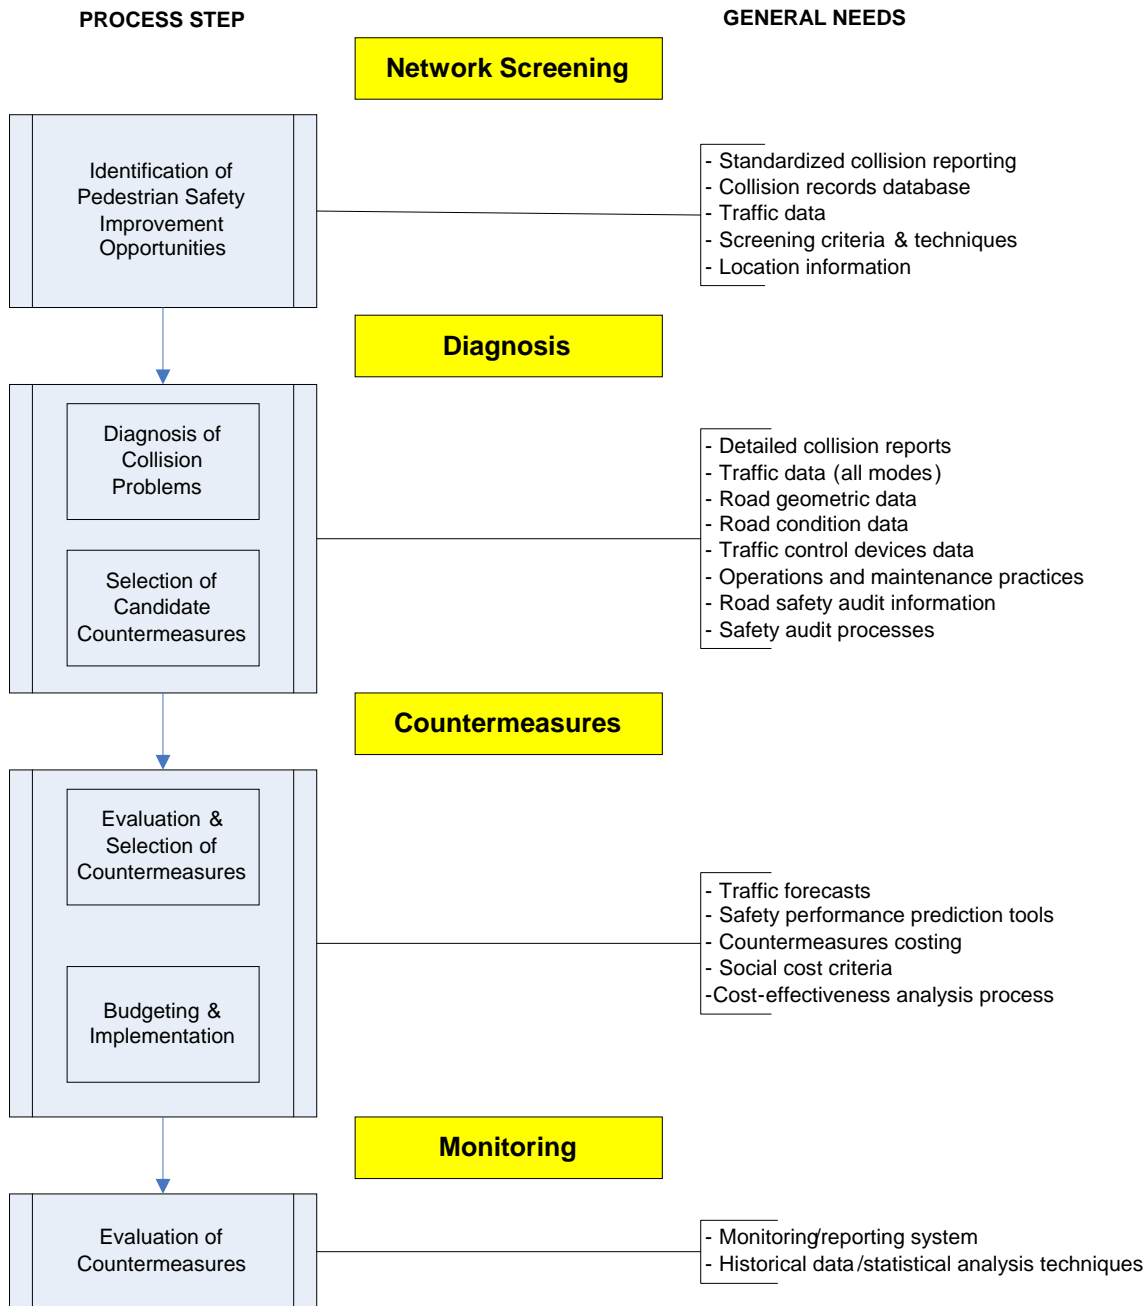 PROCESS STEP
GENERAL NEEDS
Network Screening
Identification of
Pedestrian Safety
Improvement
Opportunities
- Standardized collision reporting
- Collision records database
- Traffic data
- Screening criteria & techniques
- Location information
Diagnosis
Diagnosis of
Collision
Problems
Selection of
Candidate
Countermeasures
- Detailed collision reports
- Traffic data (all modes)
- Road geometric data
- Road condition data
- Traffic control devices data
- Operations and maintenance practices
- Road safety audit information
- Safety audit processes
Countermeasures
Evaluation &
Selection of
Countermeasures
Budgeting &
Implementation
- Traffic forecasts
- Safety performance prediction tools
- Countermeasures costing
- Social cost criteria
-Cost-effectiveness analysis process
Monitoring
Evaluation of
Countermeasures
- Monitoring/reporting system
- Historical data/statistical analysis techniques